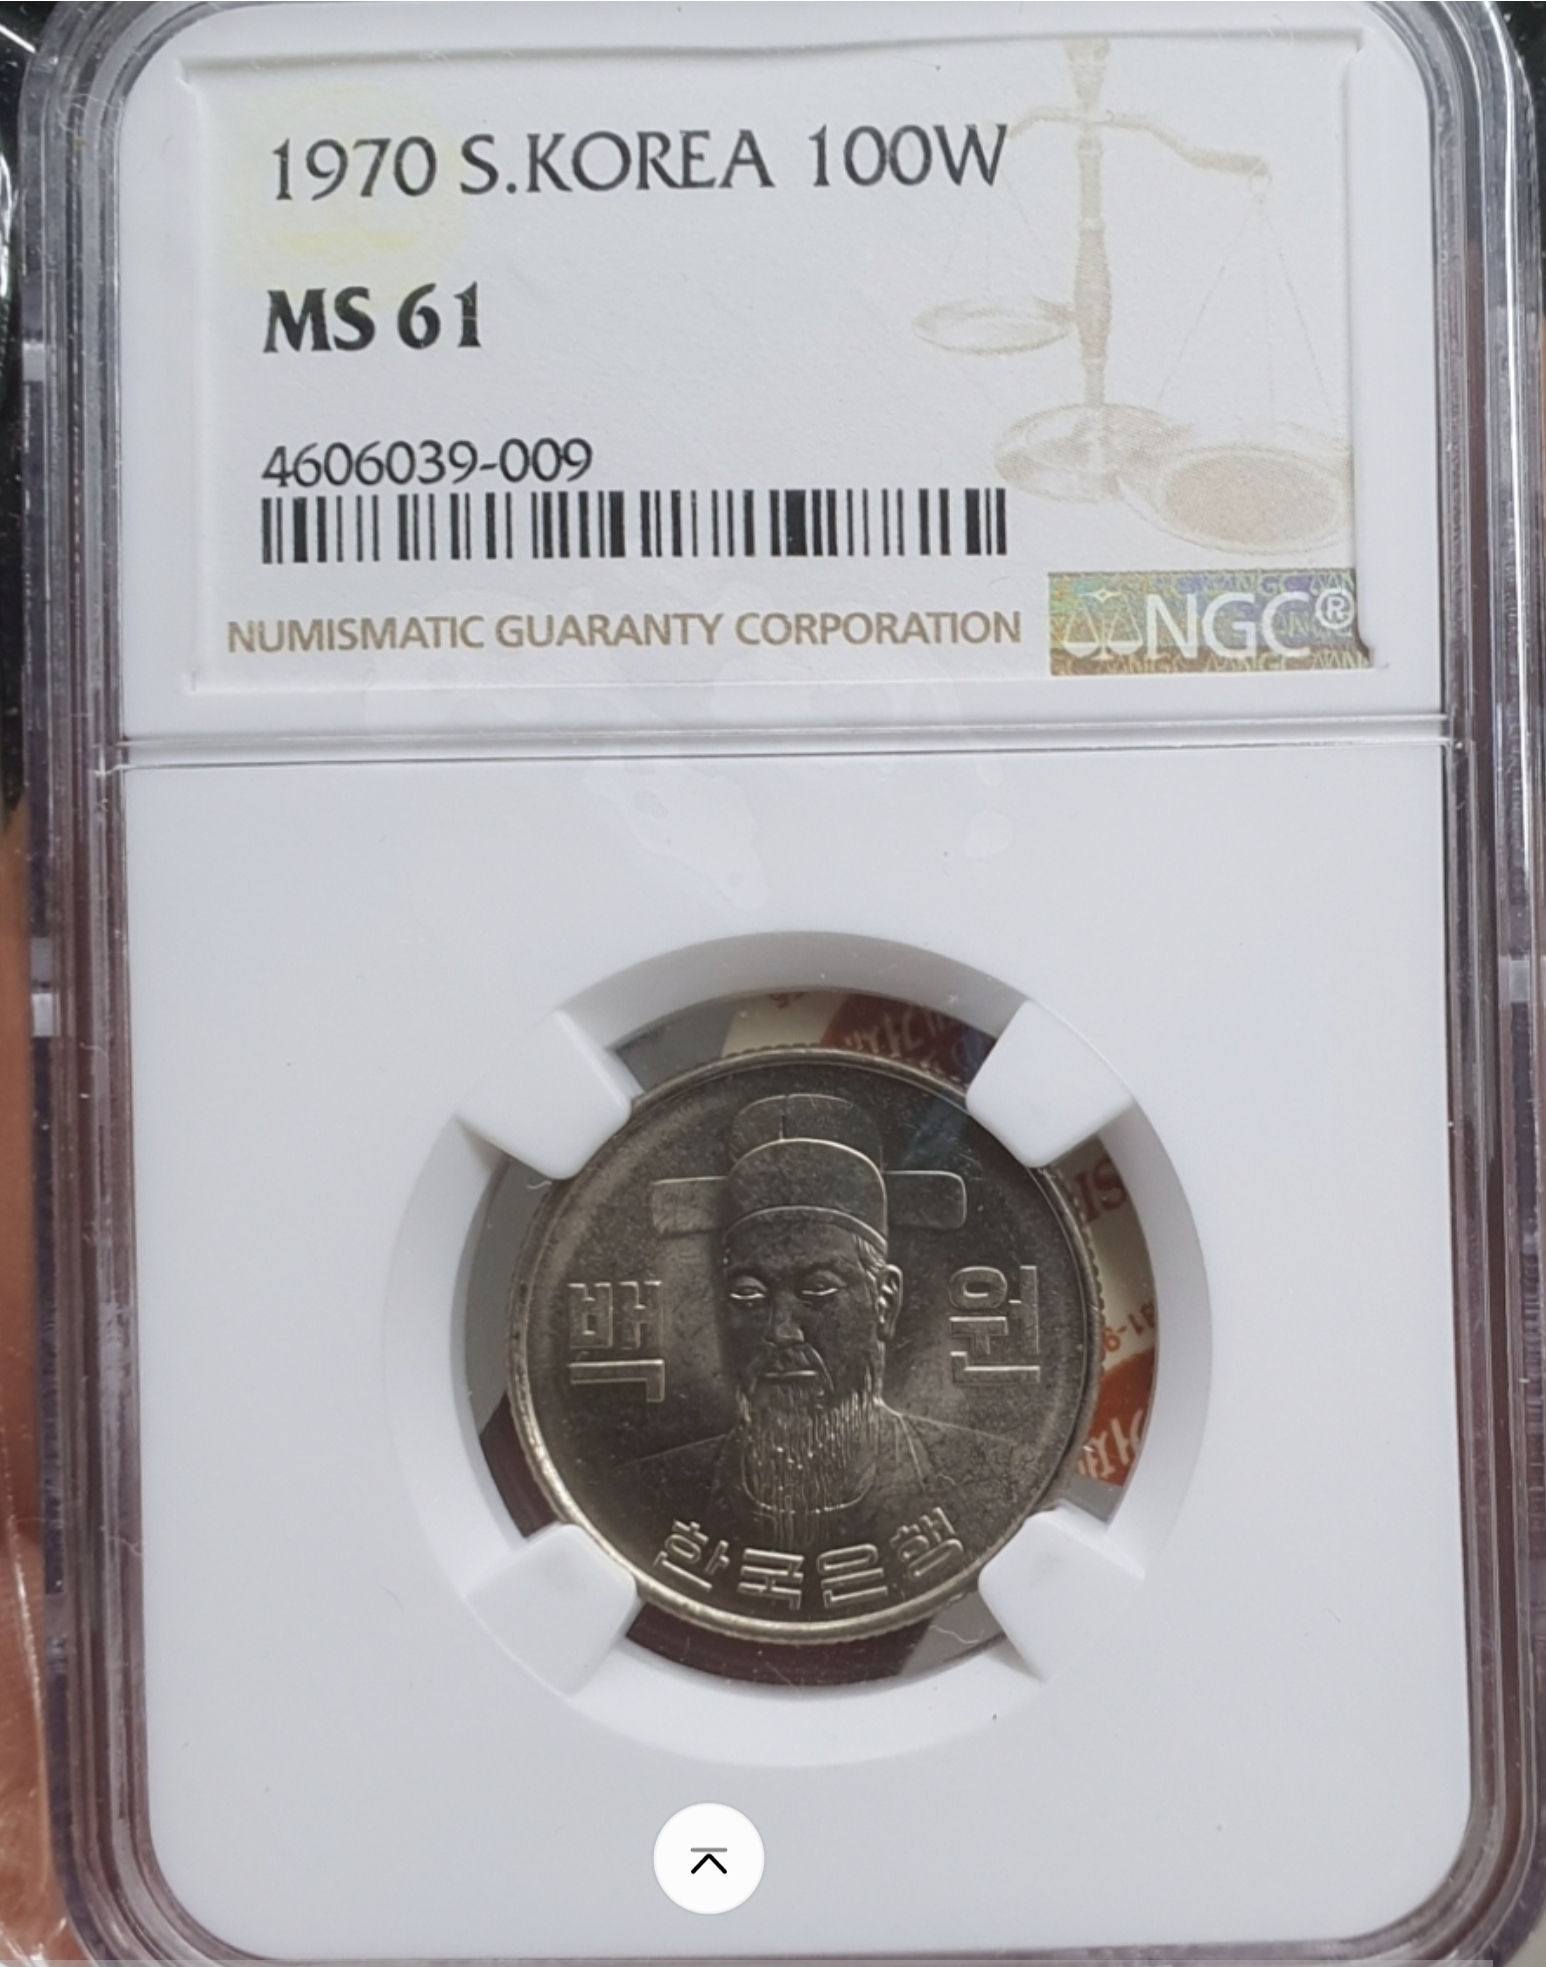 1970 S.KOREA 100W
MS 61
4606039-009
NUMISMATIC GUARANTY CORPORATION NGC®
백 원
한국은행